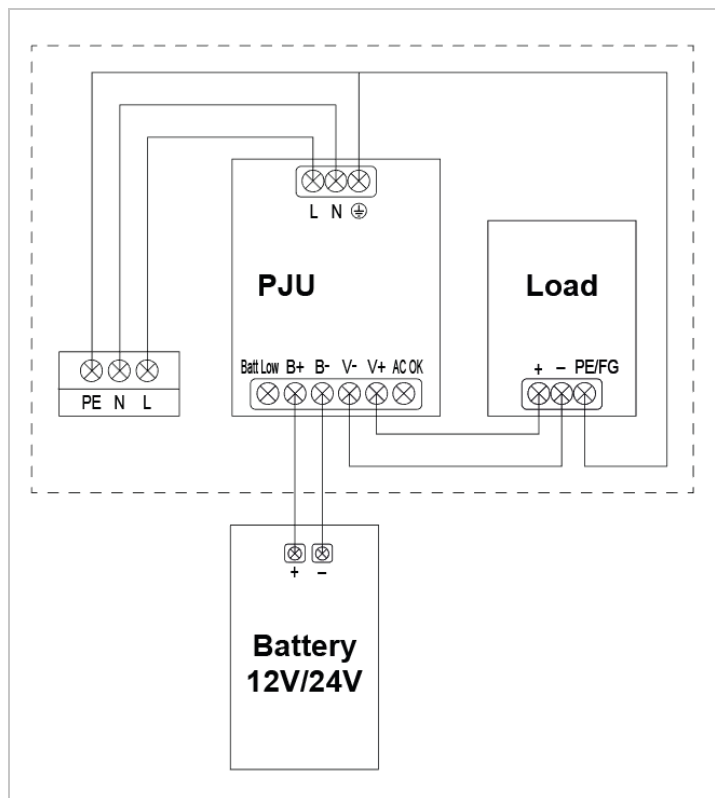 L N ⏚
PJU
Load
Batt Low B+ B- V- V+ AC OK
+ – PE/FG
PE N L
+ –
Battery
12V/24V